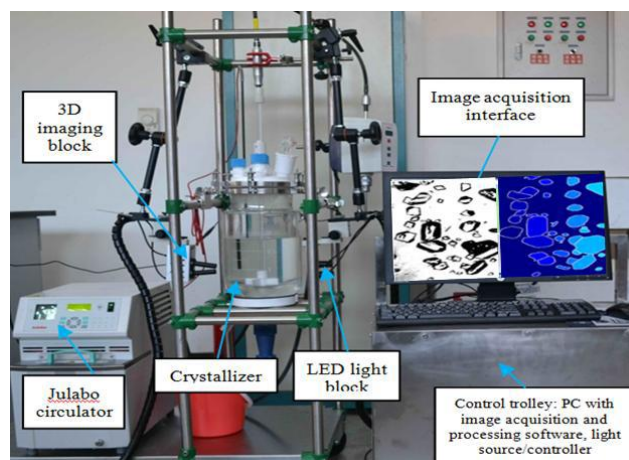 3D
imaging
block
Image acquisition
interface
Julabo
circulator
Crystallizer
LED light
block
Control trolley: PC with
image acquisition and
processing software, light
source/controller